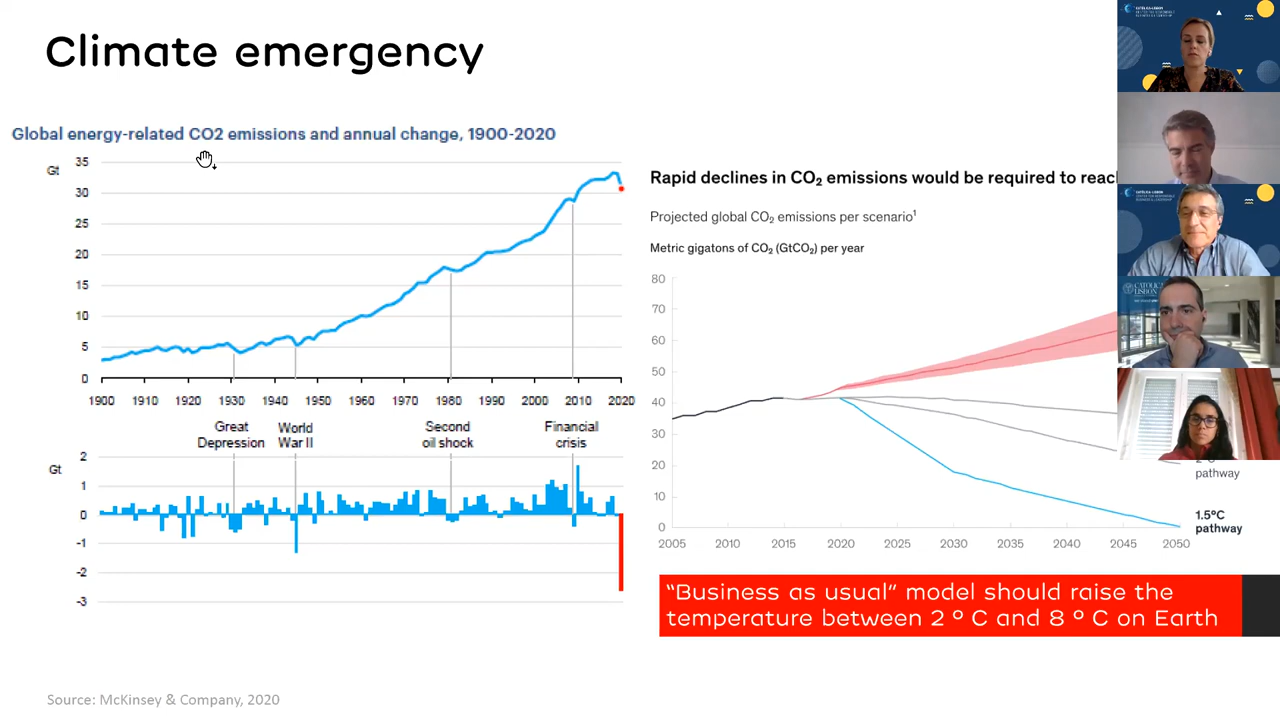 Climate emergency
Global energy-related CO2 emissions and annual change, 1900-2020
Gt
35
30
25
20
15
10
5
0
1900 1910 1920 1930 1940 1950 1960 1970 1980 1990 2000 2010 2020
Great
Depression
World
War II
Second
oil shock
Financial
crisis
Gt
2
1
0
-1
-2
-3
Rapid declines in CO₂ emissions would be required to
Projected global CO₂ emissions per scenario¹
Metric gigatons of CO₂ (GtCO₂) per year
80
70
60
50
40
30
20
10
0
2005 2010 2015 2020 2025 2030 2035 2040 2045 2050
pathway
1.5°C
pathway
"Business as usual" model should raise the
temperature between 2 º C and 8 º C on Earth
Source: McKinsey & Company, 2020
CATÓLICA-LISBON
CATÓLICA-LISBON
CATÓLICA
LISBON